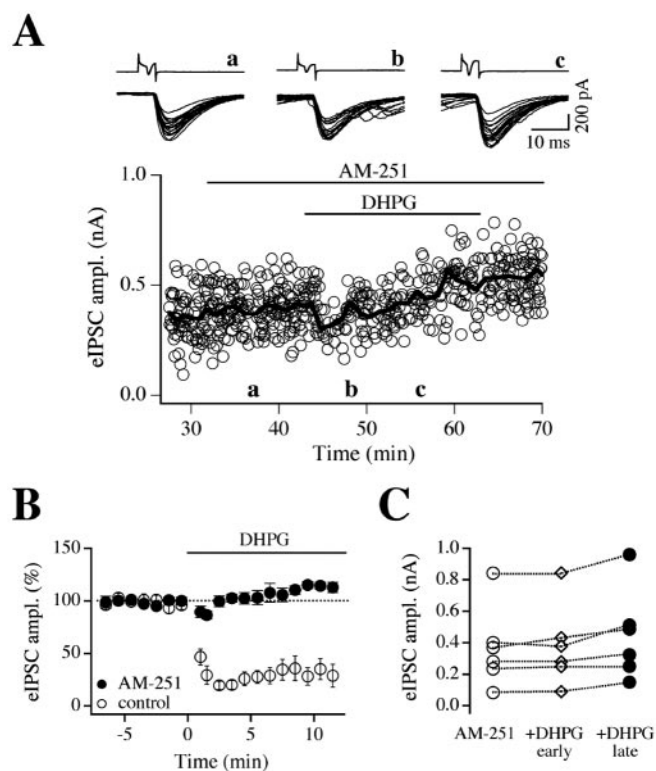 A
a b c
200 pA
10 ms
AM-251
DHPG
eIPSC ampl. (nA)
1.0
0.5
0.0
a b c
30 40 50 60 70
Time (min)
B
DHPG
eIPSC ampl. (%)
150
100
50
0
AM-251
control
-5 0 5 10
Time (min)
C
eIPSC ampl. (nA)
1.0
0.8
0.6
0.4
0.2
0.0
AM-251 +DHPG early +DHPG late